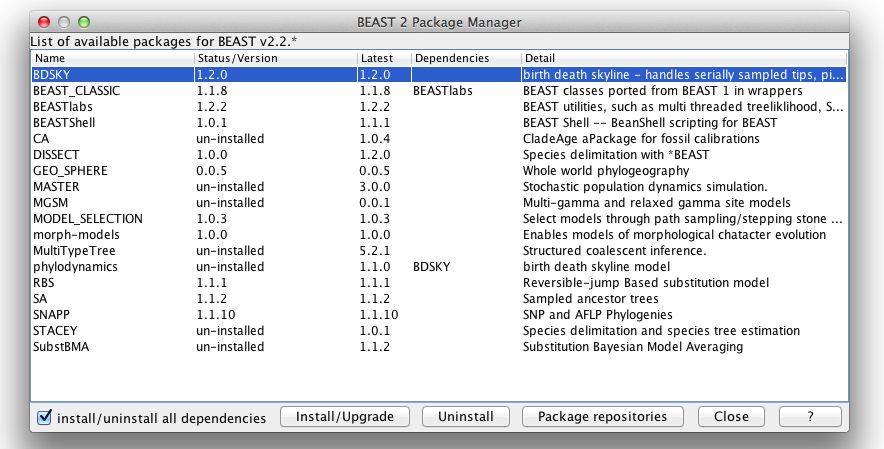 BEAST 2 Package Manager
List of available packages for BEAST v2.2.*
Name Status/Version Latest Dependencies Detail
BDSKY 1.2.0 1.2.0 birth death skyline - handles serially sampled tips, pi...
BEAST_CLASSIC 1.1.8 1.1.8 BEASTlabs BEAST classes ported from BEAST 1 in wrappers
BEASTlabs 1.2.2 1.2.2 BEAST utilities, such as multi threaded treeliklihood, S...
BEASTShell 1.0.1 1.1.1 BEAST Shell -- BeanShell scripting for BEAST
CA un-installed 1.0.4 CladeAge aPackage for fossil calibrations
DISSECT 1.0.0 1.2.0 Species delimitation with *BEAST
GEO_SPHERE 0.0.5 0.0.5 Whole world phylogeography
MASTER un-installed 3.0.0 Stochastic population dynamics simulation.
MGSM un-installed 0.0.1 Multi-gamma and relaxed gamma site models
MODEL_SELECTION 1.0.3 1.0.3 Select models through path sampling/stepping stone ...
morph-models 1.0.0 1.0.0 Enables models of morphological chatacter evolution
MultiTypeTree un-installed 5.2.1 Structured coalescent inference.
phylodynamics un-installed 1.1.0 BDSKY birth death skyline model
RBS 1.1.1 1.1.1 Reversible-jump Based substitution model
SA 1.1.2 1.1.2 Sampled ancestor trees
SNAPP 1.1.10 1.1.10 SNP and AFLP Phylogenies
STACEY un-installed 1.0.1 Species delimitation and species tree estimation
SubstBMA un-installed 1.1.2 Substitution Bayesian Model Averaging
install/uninstall all dependencies Install/Upgrade Uninstall Package repositories Close ?